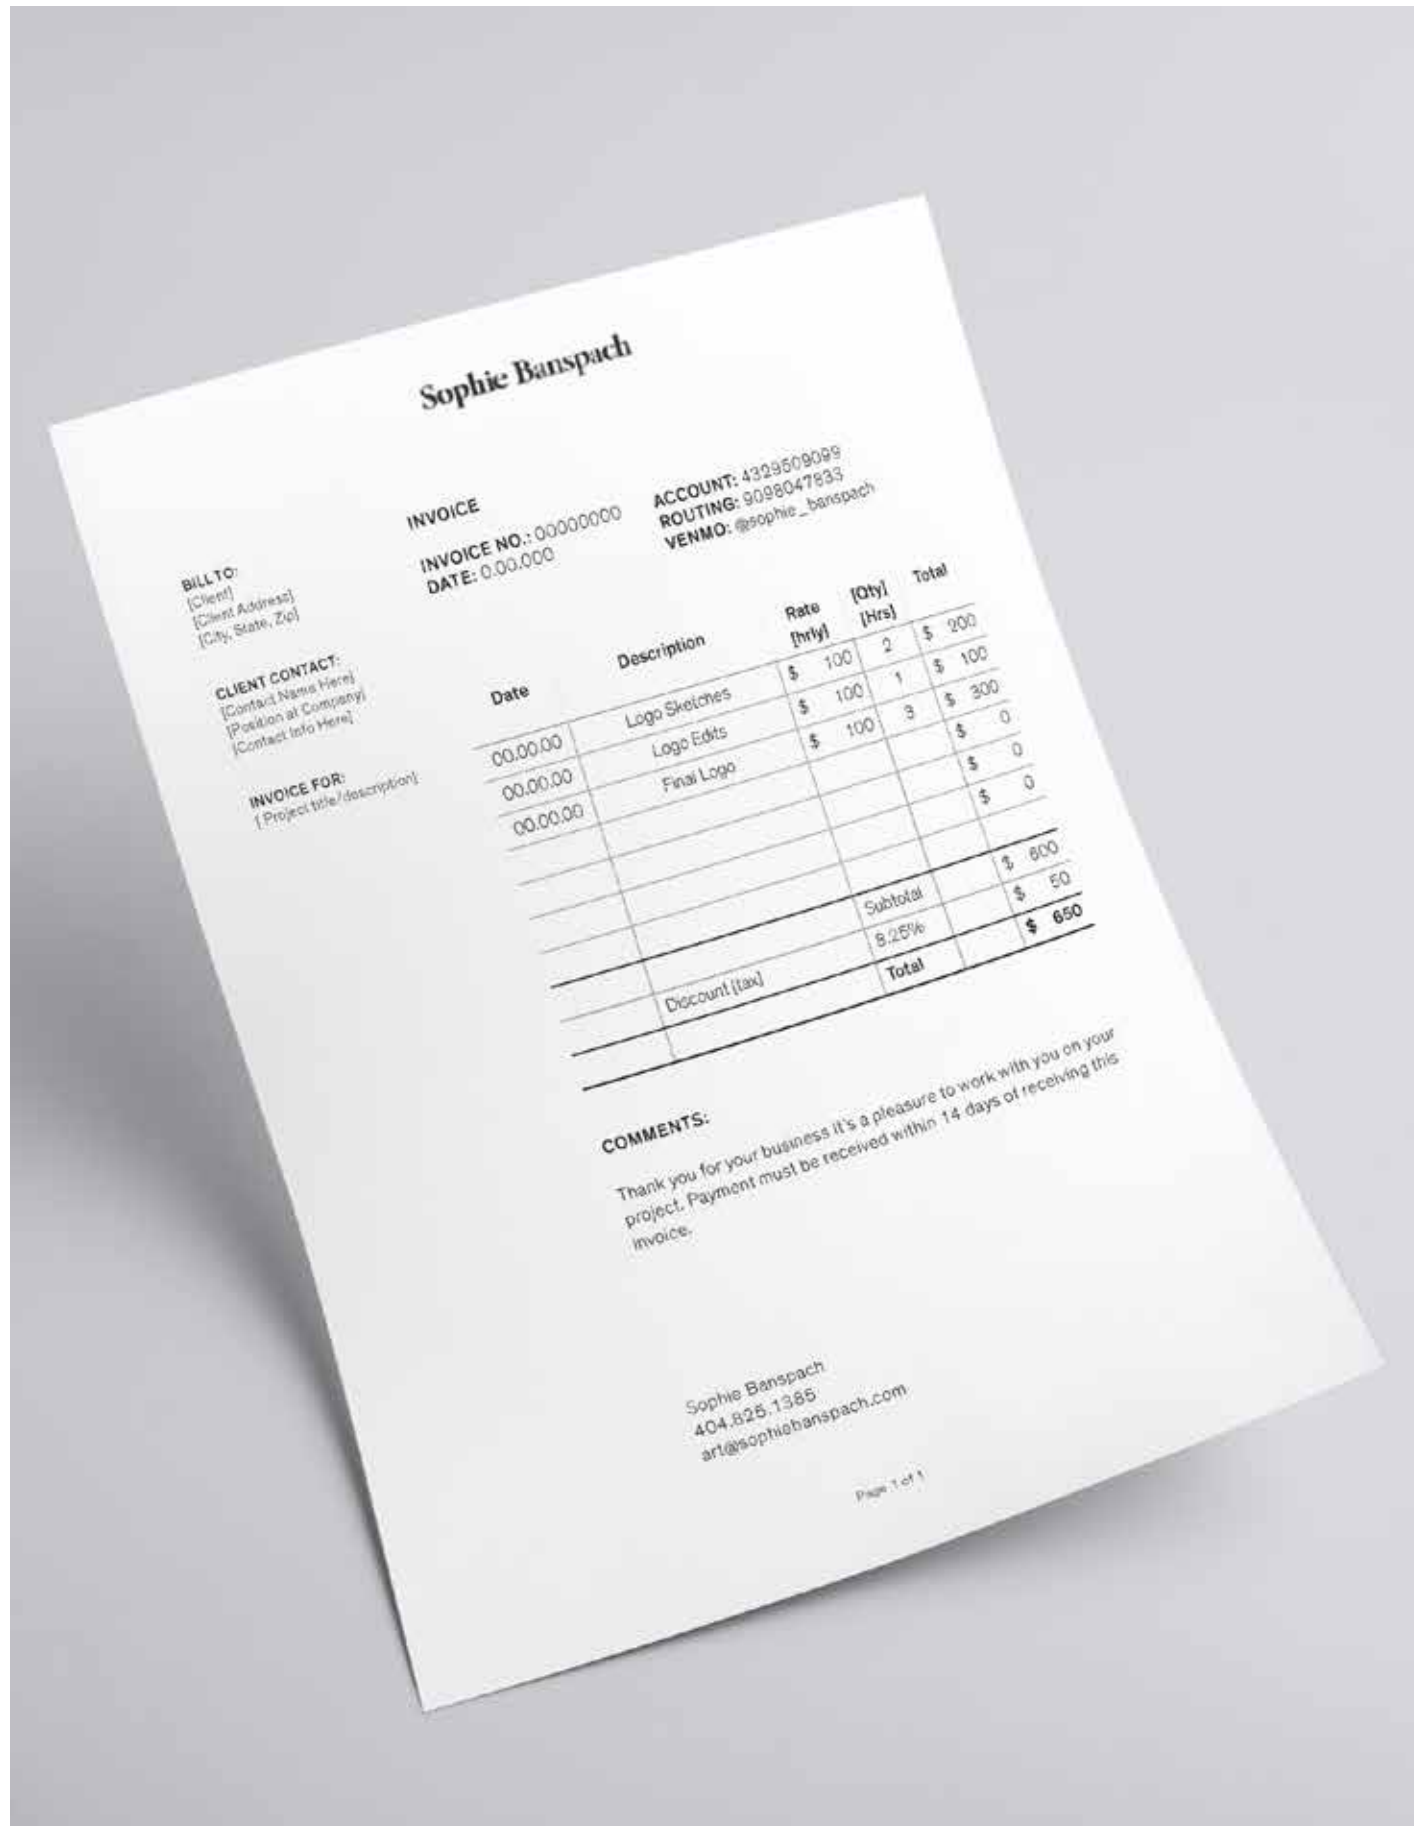 Sophie Banspach
INVOICE
INVOICE NO.: 00000000
DATE: 0.00.000
ACCOUNT: 4329509099
ROUTING: 9098047833
VENMO: @sophie_banspach
BILL TO:
[Client]
[Client Address]
[City, State, Zip]
CLIENT CONTACT:
[Contact Name Here]
[Position at Company]
[Contact Info Here]
INVOICE FOR:
[ Project title/description]
Date Description Rate [hrly] [Qty] [Hrs] Total
00.00.00 Logo Sketches $ 100 2 $ 200
00.00.00 Logo Edits $ 100 1 $ 100
00.00.00 Final Logo $ 100 3 $ 300
$ 0
$ 0
$ 0
Subtotal $ 600
Discount [tax] 8.25% $ 50
Total $ 650
COMMENTS:
Thank you for your business it's a pleasure to work with you on your
project. Payment must be received within 14 days of receiving this
invoice.
Sophie Banspach
404.825.1385
art@sophiebanspach.com
Page 1 of 1